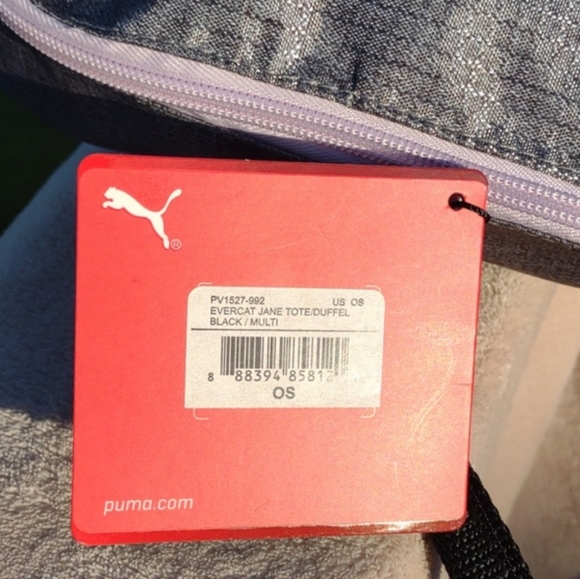 ®
PV1527-992 US OS
EVERCAT JANE TOTE/DUFFEL
BLACK / MULTI
8 88394 85812
OS
puma.com